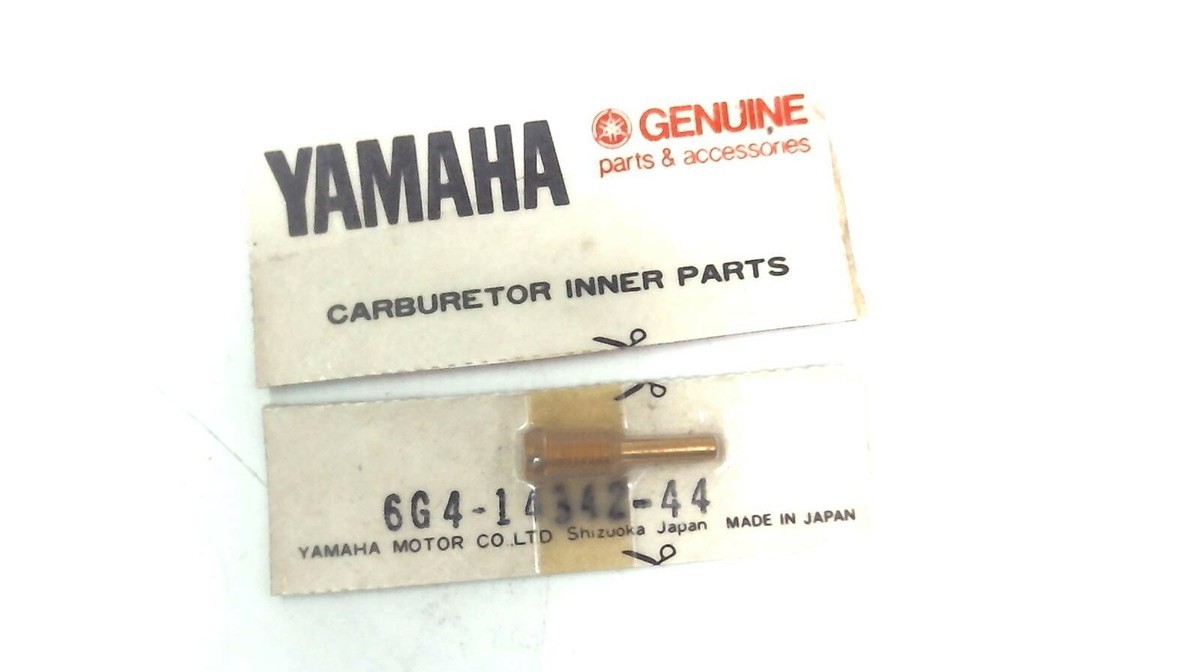 YAMAHA
GENUINE
parts & accessories
CARBURETOR INNER PARTS
6G4-14342-44
YAMAHA MOTOR CO.,LTD Shizuoka Japan MADE IN JAPAN